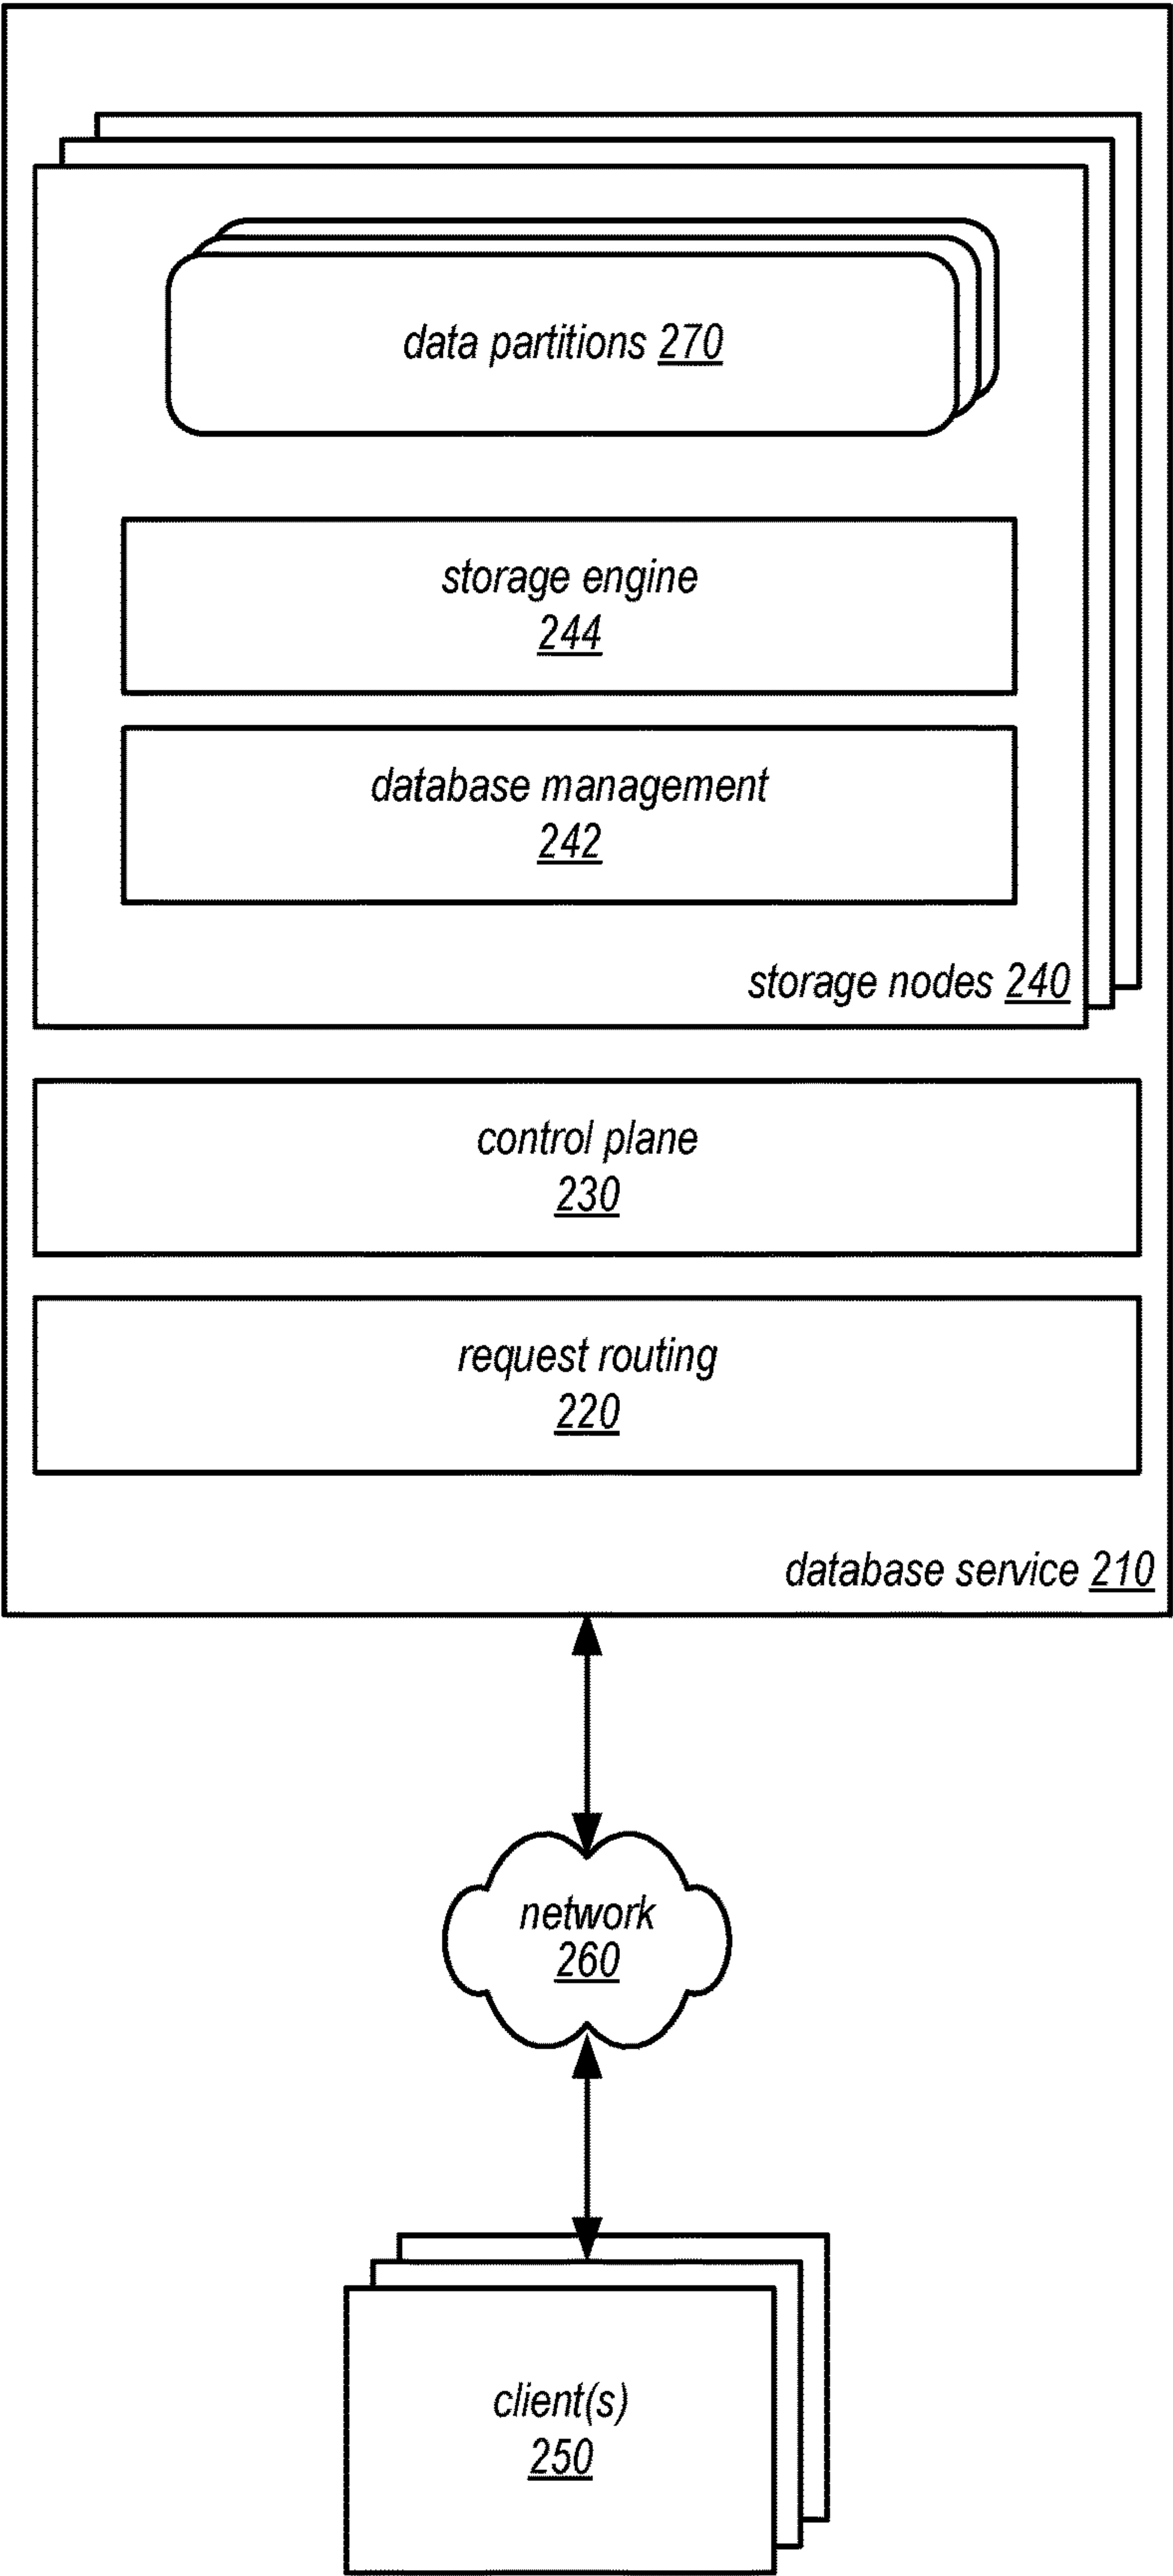 data partitions 270
storage engine
244
database management
242
storage nodes 240
control plane
230
request routing
220
database service 210
network
260
client(s)
250